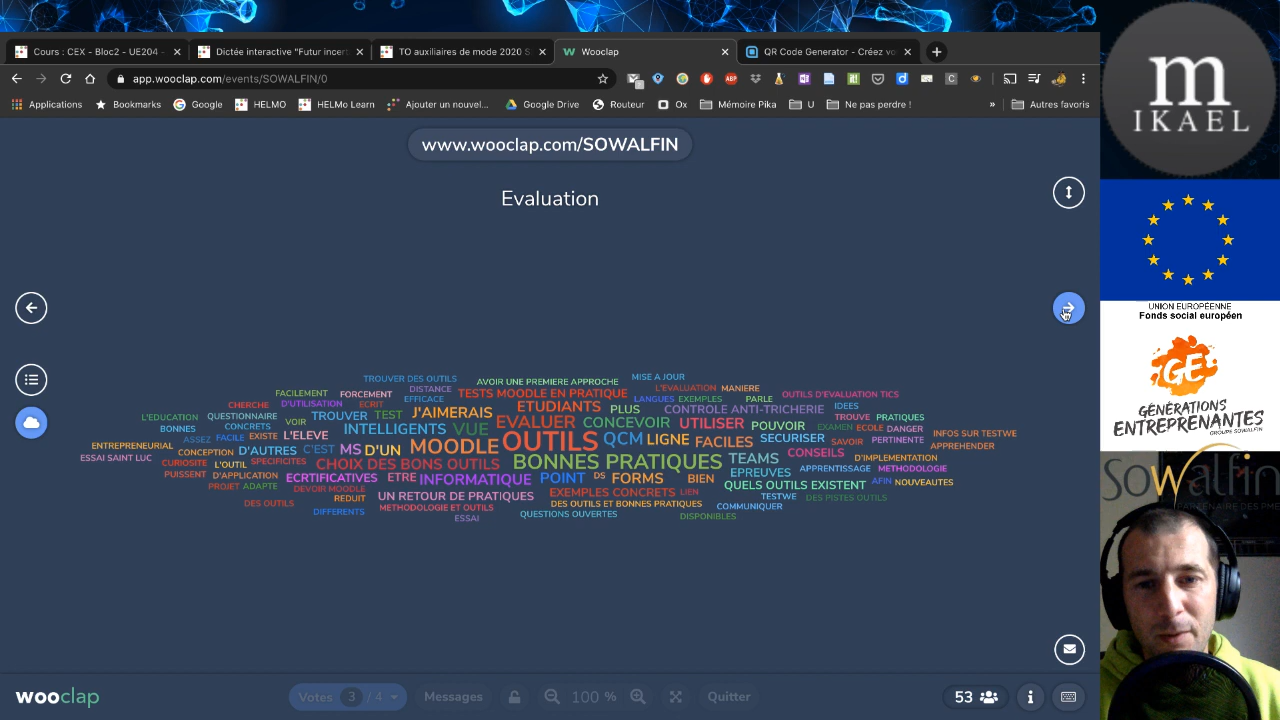 Cours : CEX - Bloc2 - UE204 -
Dictée interactive "Futur incert
TO auxiliaires de mode 2020 S
Wooclap
QR Code Generator - Créez vo
app.wooclap.com/events/SOWALFIN/0
Applications
Bookmarks
Google
HELMO
HELMo Learn
Ajouter un nouvel...
Google Drive
Routeur
Ox
Mémoire Pika
U
Ne pas perdre !
»
Autres favoris
www.wooclap.com/SOWALFIN
Evaluation
TROUVER DES OUTILS
AVOIR UNE PREMIERE APPROCHE
MISE A JOUR
FACILEMENT
FORCEMENT
DISTANCE
TESTS MOODLE EN PRATIQUE
L'EVALUATION
MANIERE
OUTILS D'EVALUATION TICS
EFFICACE
LANGUES
EXEMPLES
PARLE
CHERCHE
D'UTILISATION
ECRIT
J'AIMERAIS
ETUDIANTS
PLUS
CONTROLE ANTI-TRICHERIE
IDEES
L'EDUCATION
QUESTIONNAIRE
VOIR
TROUVER
TEST
EVALUER
CONCEVOIR
UTILISER
POUVOIR
TROUVE
PRATIQUES
BONNES
CONCRETS
INTELLIGENTS
VUE
EXAMEN
ECOLE
DANGER
INFOS SUR TESTWE
ASSEZ
FACILE
EXISTE
L'ELEVE
MOODLE
OUTILS
QCM
LIGNE
FACILES
SECURISER
SAVOIR
PERTINENTE
APPRENDRE
ENTREPRENARIAT
CONCEPTION
D'AUTRES
C'EST
MS
D'UN
CONSEILS
D'IMPLEMENTATION
ESSAI SAINT LUC
CURIOSITE
L'OUTIL
SPECIFICITES
CHOIX DES BONS OUTILS
BONNES PRATIQUES
TEAMS
APPRENTISSAGE
METHODOLOGIE
PUISSENT
D'APPLICATION
ECRTIFICATIVES
ETRE
INFORMATIQUE
POINT
DS
FORMS
BIEN
EPREUVES
QUELS OUTILS EXISTENT
AFIN
NOUVEAUTES
PROJET
ADAPTE
DEVOIR MOODLE
REDUIT
UN RETOUR DE PRATIQUES
EXEMPLES CONCRETS
LIEN
TESTWE
DES PISTES OUTILS
DES OUTILS
METHODOLOGIE ET OUTILS
DES OUTILS ET BONNES PRATIQUES
COMMUNIQUER
DIFFERENTS
ESSAI
QUESTIONS OUVERTES
DISPONIBLES
wooclap
Votes 3 / 4
Messages
100 %
Quitter
53
m
IKAEL
UNION EUROPÉENNE
Fonds social européen
GE
GÉNÉRATIONS
ENTREPRENANTES
GROUPE SOWALFIN
Sowalfin
PARTENAIRE DES PME